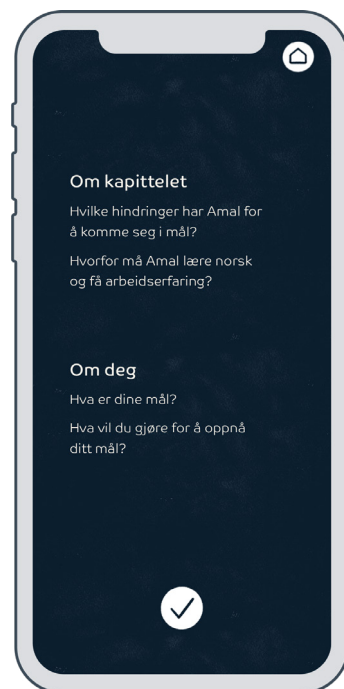 Om kapittelet
Hvilke hindringer har Amal for
å komme seg i mål?
Hvorfor må Amal lære norsk
og få arbeidserfaring?
Om deg
Hva er dine mål?
Hva vil du gjøre for å oppnå
ditt mål?